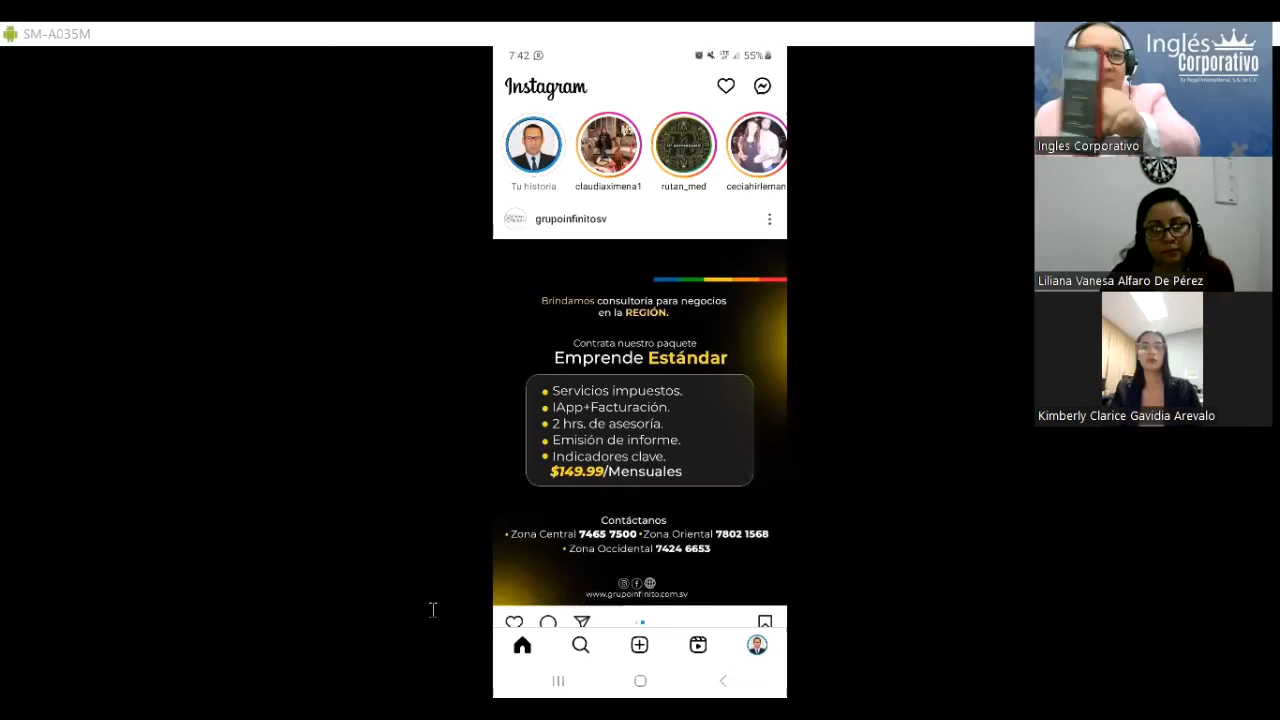 SM-A035M
7:42
55%
Instagram
Tu historia
claudiaximena1
rutan_med
ceciahirleman
grupoinfinitosv
Brindamos consultoría para negocios
en la REGIÓN.
Contrata nuestro paquete
Emprende Estándar
• Servicios impuestos.
• IApp+Facturación.
• 2 hrs. de asesoría.
• Emisión de informe.
• Indicadores clave.
$149.99/Mensuales
Contáctanos
• Zona Central 7465 7500 • Zona Oriental 7802 1568
• Zona Occidental 7424 6653
www.grupoinfinito.com.sv
Inglés
Corporativo
Ingles Corporativo
Liliana Vanesa Alfaro De Pérez
Kimberly Clarice Gavidia Arevalo